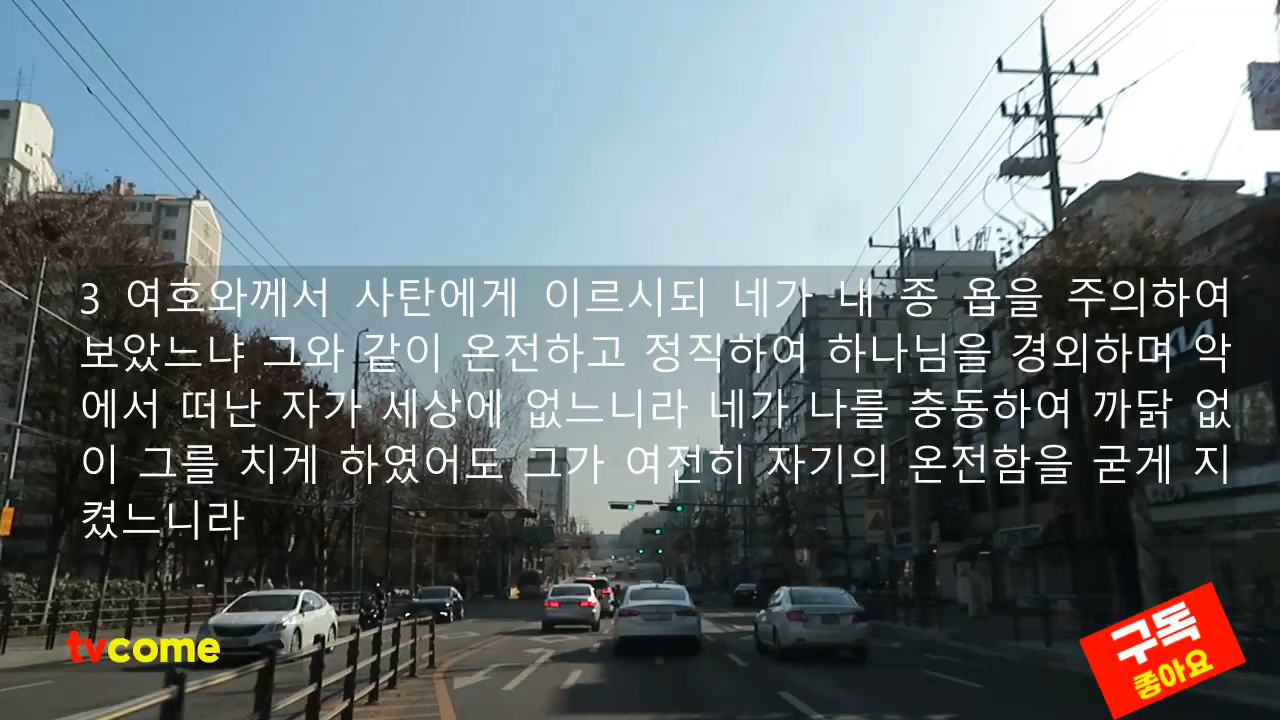 3 여호와께서 사탄에게 이르시되 네가 내 종 욥을 주의하여
보았느냐 그와 같이 온전하고 정직하여 하나님을 경외하며 악
에서 떠난 자가 세상에 없느니라 네가 나를 충동하여 까닭 없
이 그를 치게 하였어도 그가 여전히 자기의 온전함을 굳게 지
켰느니라
tvcome
구독
좋아요